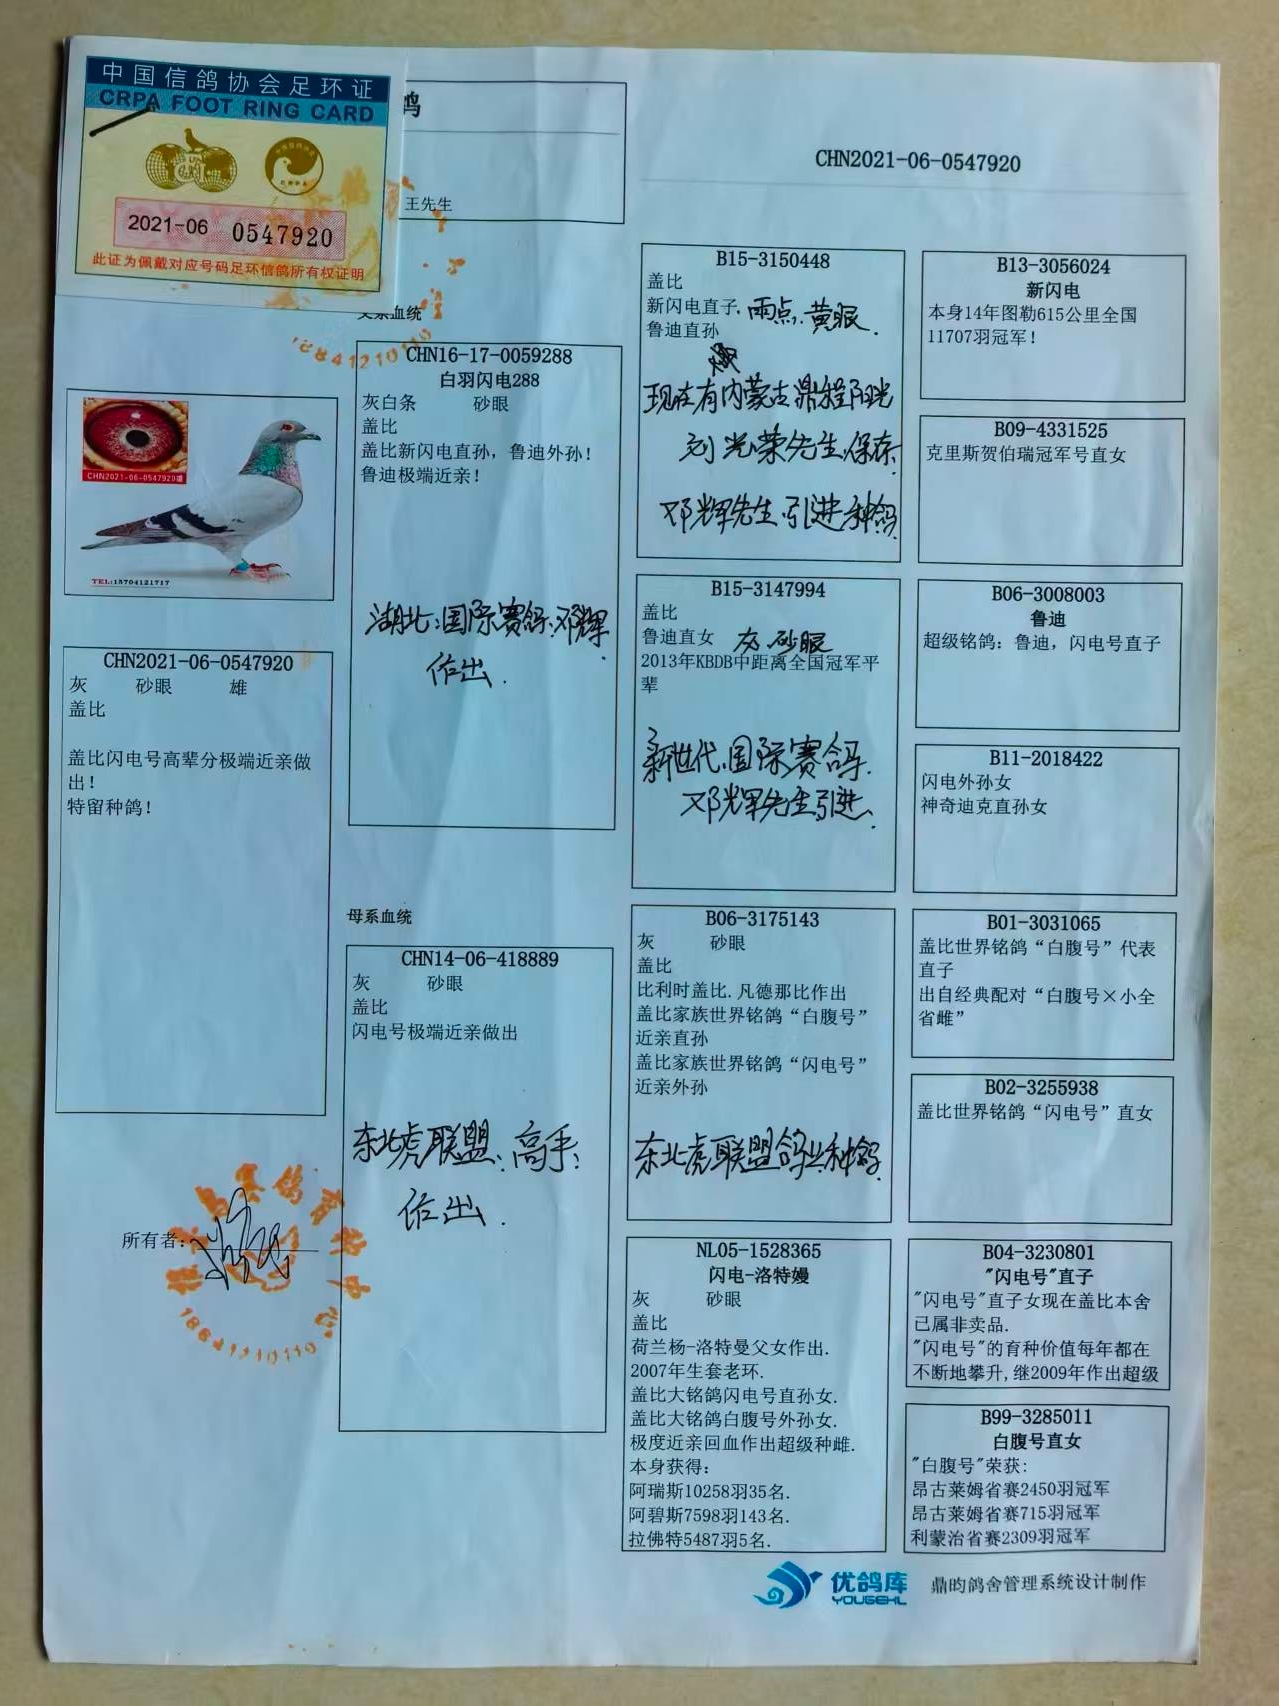 中国信鸽协会足环证
CRPA FOOT RING CARD
2021-06 0547920
此证为佩戴对应号码足环信鸽所有权证明
鸽
王先生
CHN2021-06-0547920
CHN2021-06-0547920雄
TEL:15704121717
CHN2021-06-0547920
灰 砂眼 雄
盖比
盖比闪电号高辈分极端近亲做
出!
特留种鸽!
所有者:
18641210110
父系血统
18641210110
CHN16-17-0059288
白羽闪电288
灰白条 砂眼
盖比
盖比新闪电直孙，鲁迪外孙!
鲁迪极端近亲!
湖北:国际赛鸽.邓辉
作出.
母系血统
CHN14-06-418889
灰 砂眼
盖比
闪电号极端近亲做出
东北虎联盟.高手.
作出.
B15-3150448
盖比
新闪电直子.雨点.黄眼.
鲁迪直孙
现在有内蒙古鼎程阳光
刘光荣先生.保存.
邓辉先生.引进种鸽.
B15-3147994
盖比
鲁迪直女 灰.砂眼
2013年KBDB中距离全国冠军平
辈
新世代.国际赛鸽.
邓辉先生引进.
B06-3175143
灰 砂眼
盖比
比利时盖比.凡德那比作出
盖比家族世界铭鸽“白腹号”
近亲直孙
盖比家族世界铭鸽“闪电号”
近亲外孙
东北虎联盟鸽业.种鸽.
NL05-1528365
闪电-洛特嫚
灰 砂眼
盖比
荷兰杨-洛特曼父女作出.
2007年生套老环.
盖比大铭鸽闪电号直孙女.
盖比大铭鸽白腹号外孙女.
极度近亲回血作出超级种雌.
本身获得:
阿瑞斯10258羽35名.
阿碧斯7598羽143名.
拉佛特5487羽5名.
B13-3056024
新闪电
本身14年图勒615公里全国
11707羽冠军!
B09-4331525
克里斯贺伯瑞冠军号直女
B06-3008003
鲁迪
超级铭鸽：鲁迪，闪电号直子
B11-2018422
闪电外孙女
神奇迪克直孙女
B01-3031065
盖比世界铭鸽“白腹号”代表
直子
出自经典配对“白腹号×小全
省雌”
B02-3255938
盖比世界铭鸽“闪电号”直女
B04-3230801
"闪电号"直子
"闪电号"直子女现在盖比本舍
已属非卖品.
"闪电号"的育种价值每年都在
不断地攀升,继2009年作出超级
B99-3285011
白腹号直女
"白腹号"荣获:
昂古莱姆省赛2450羽冠军
昂古莱姆省赛715羽冠军
利蒙治省赛2309羽冠军
优鸽库
YOUGEKU
鼎昀鸽舍管理系统设计制作